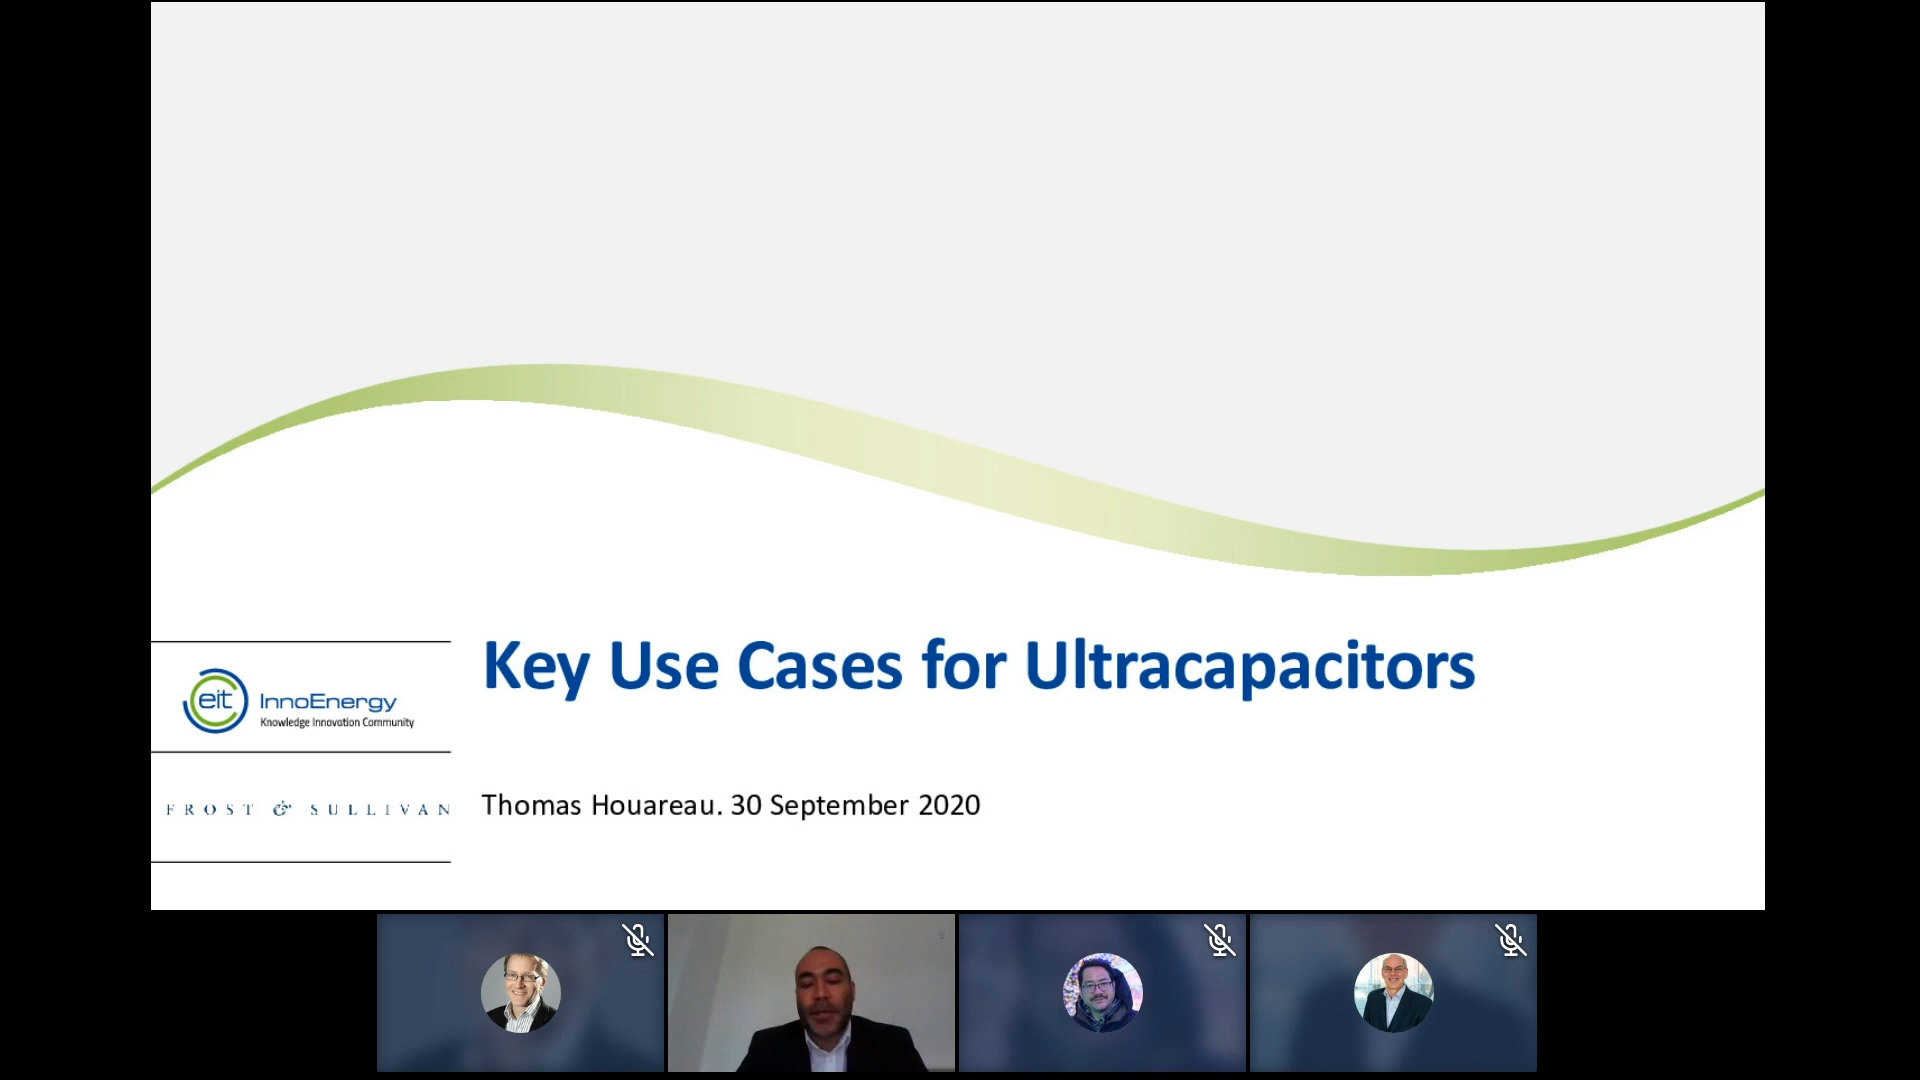 Key Use Cases for Ultracapacitors
eit InnoEnergy
Knowledge Innovation Community
FROST & SULLIVAN
Thomas Houareau. 30 September 2020